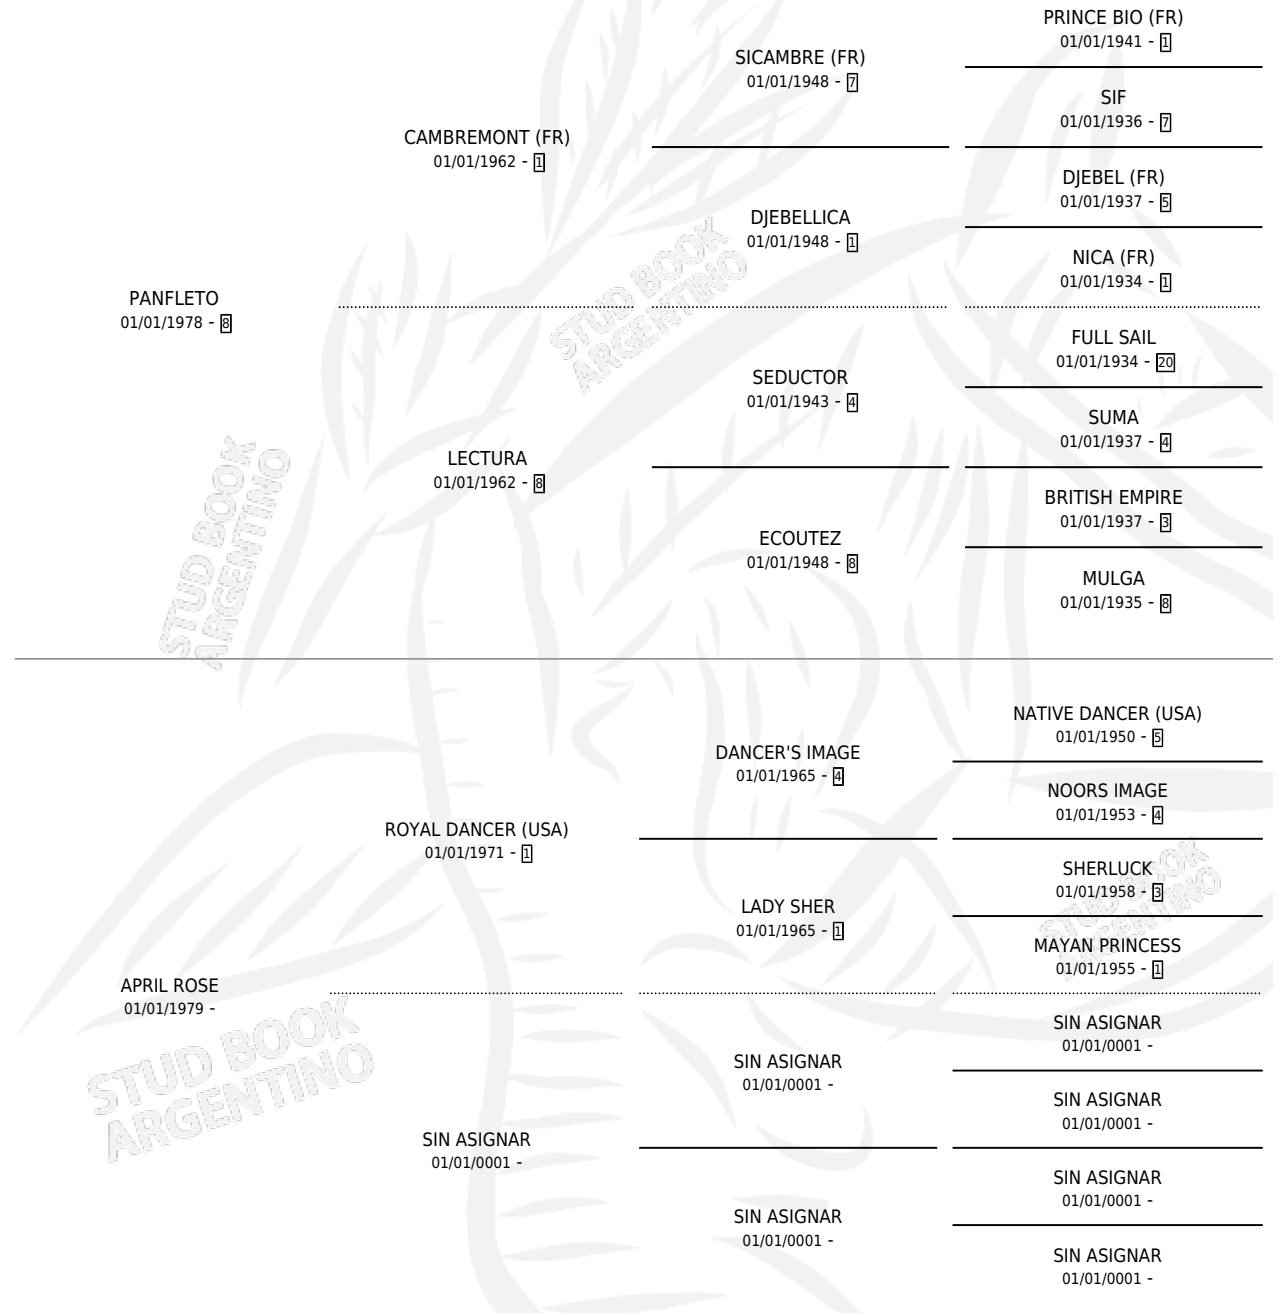 PRINCE BIO (FR)
01/01/1941 - 1
SICAMBRE (FR)
01/01/1948 - 7
SIF
01/01/1936 - 7
CAMBREMONT (FR)
01/01/1962 - 1
DJEBEL (FR)
01/01/1937 - 5
DJEBELLICA
01/01/1948 - 1
NICA (FR)
01/01/1934 - 1
PANFLETO
01/01/1978 - 8
FULL SAIL
01/01/1934 - 20
SEDUCTOR
01/01/1943 - 4
SUMA
01/01/1937 - 4
LECTURA
01/01/1962 - 8
BRITISH EMPIRE
01/01/1937 - 3
ECOUTEZ
01/01/1948 - 8
MULGA
01/01/1935 - 8
NATIVE DANCER (USA)
01/01/1950 - 5
DANCER'S IMAGE
01/01/1965 - 4
NOORS IMAGE
01/01/1953 - 4
ROYAL DANCER (USA)
01/01/1971 - 1
SHERLUCK
01/01/1958 - 3
LADY SHER
01/01/1965 - 1
MAYAN PRINCESS
01/01/1955 - 1
APRIL ROSE
01/01/1979 -
SIN ASIGNAR
01/01/0001 -
SIN ASIGNAR
01/01/0001 -
SIN ASIGNAR
01/01/0001 -
SIN ASIGNAR
01/01/0001 -
SIN ASIGNAR
01/01/0001 -
SIN ASIGNAR
01/01/0001 -
SIN ASIGNAR
01/01/0001 -
STUD BOOK
ARGENTINO
STUD BOOK
ARGENTINO
STUD BOOK
ARGENTINO
STUD BOOK
ARGENTINO